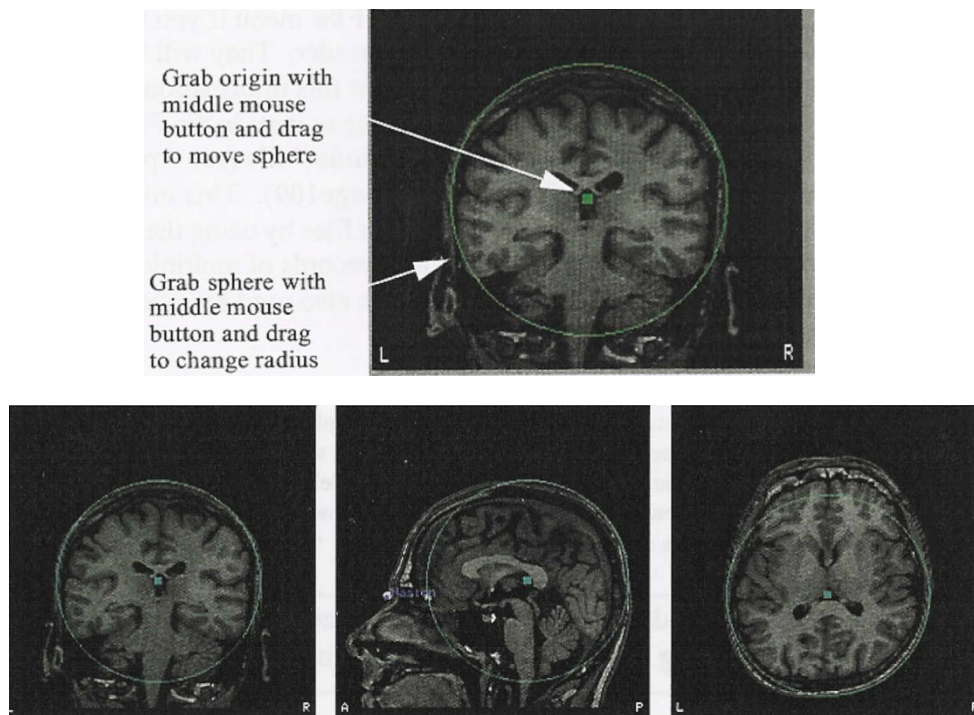 Grab origin with
middle mouse
button and drag
to move sphere
Grab sphere with
middle mouse
button and drag
to change radius
L R
Nasion
R A P L